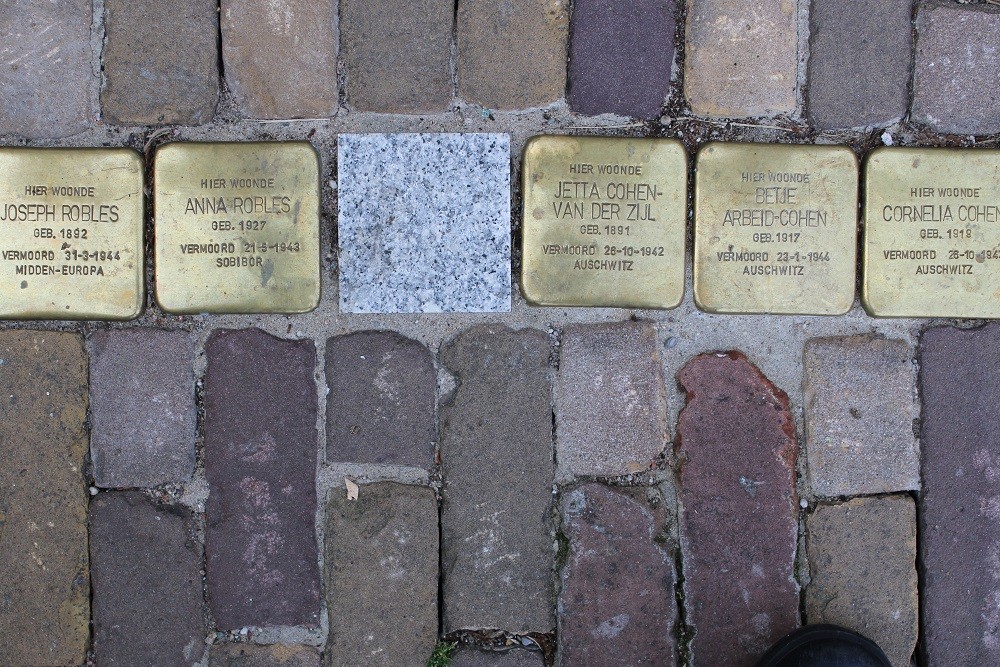 HIER WOONDE
JOSEPH ROBLES
GEB. 1892
VERMOORD 31-3-1944
MIDDEN-EUROPA
HIER WOONDE
ANNA ROBLES
GEB. 1927
VERMOORD 21-5-1943
SOBIBOR
HIER WOONDE
JETTA COHEN-
VAN DER ZIJL
GEB. 1891
VERMOORD 26-10-1942
AUSCHWITZ
HIER WOONDE
BETJE
ARBEID-COHEN
GEB. 1917
VERMOORD 23-1-1944
AUSCHWITZ
HIER WOONDE
CORNELIA COHEN
GEB. 1919
VERMOORD 26-10-1942
AUSCHWITZ